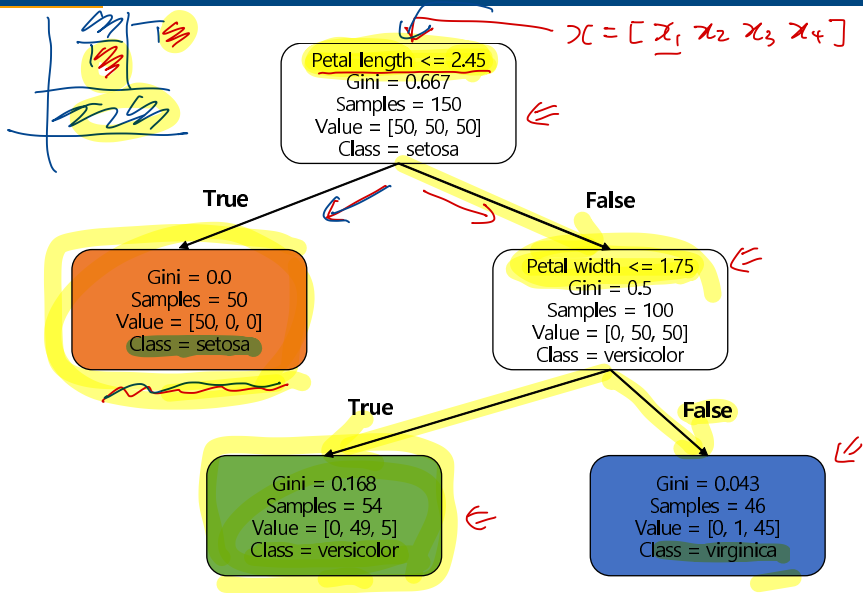 x = [ x₁ x₂ x₃ x₄ ]
Petal length <= 2.45
Gini = 0.667
Samples = 150
Value = [50, 50, 50]
Class = setosa
True
False
Gini = 0.0
Samples = 50
Value = [50, 0, 0]
Class = setosa
Petal width <= 1.75
Gini = 0.5
Samples = 100
Value = [0, 50, 50]
Class = versicolor
True
False
Gini = 0.168
Samples = 54
Value = [0, 49, 5]
Class = versicolor
Gini = 0.043
Samples = 46
Value = [0, 1, 45]
Class = virginica